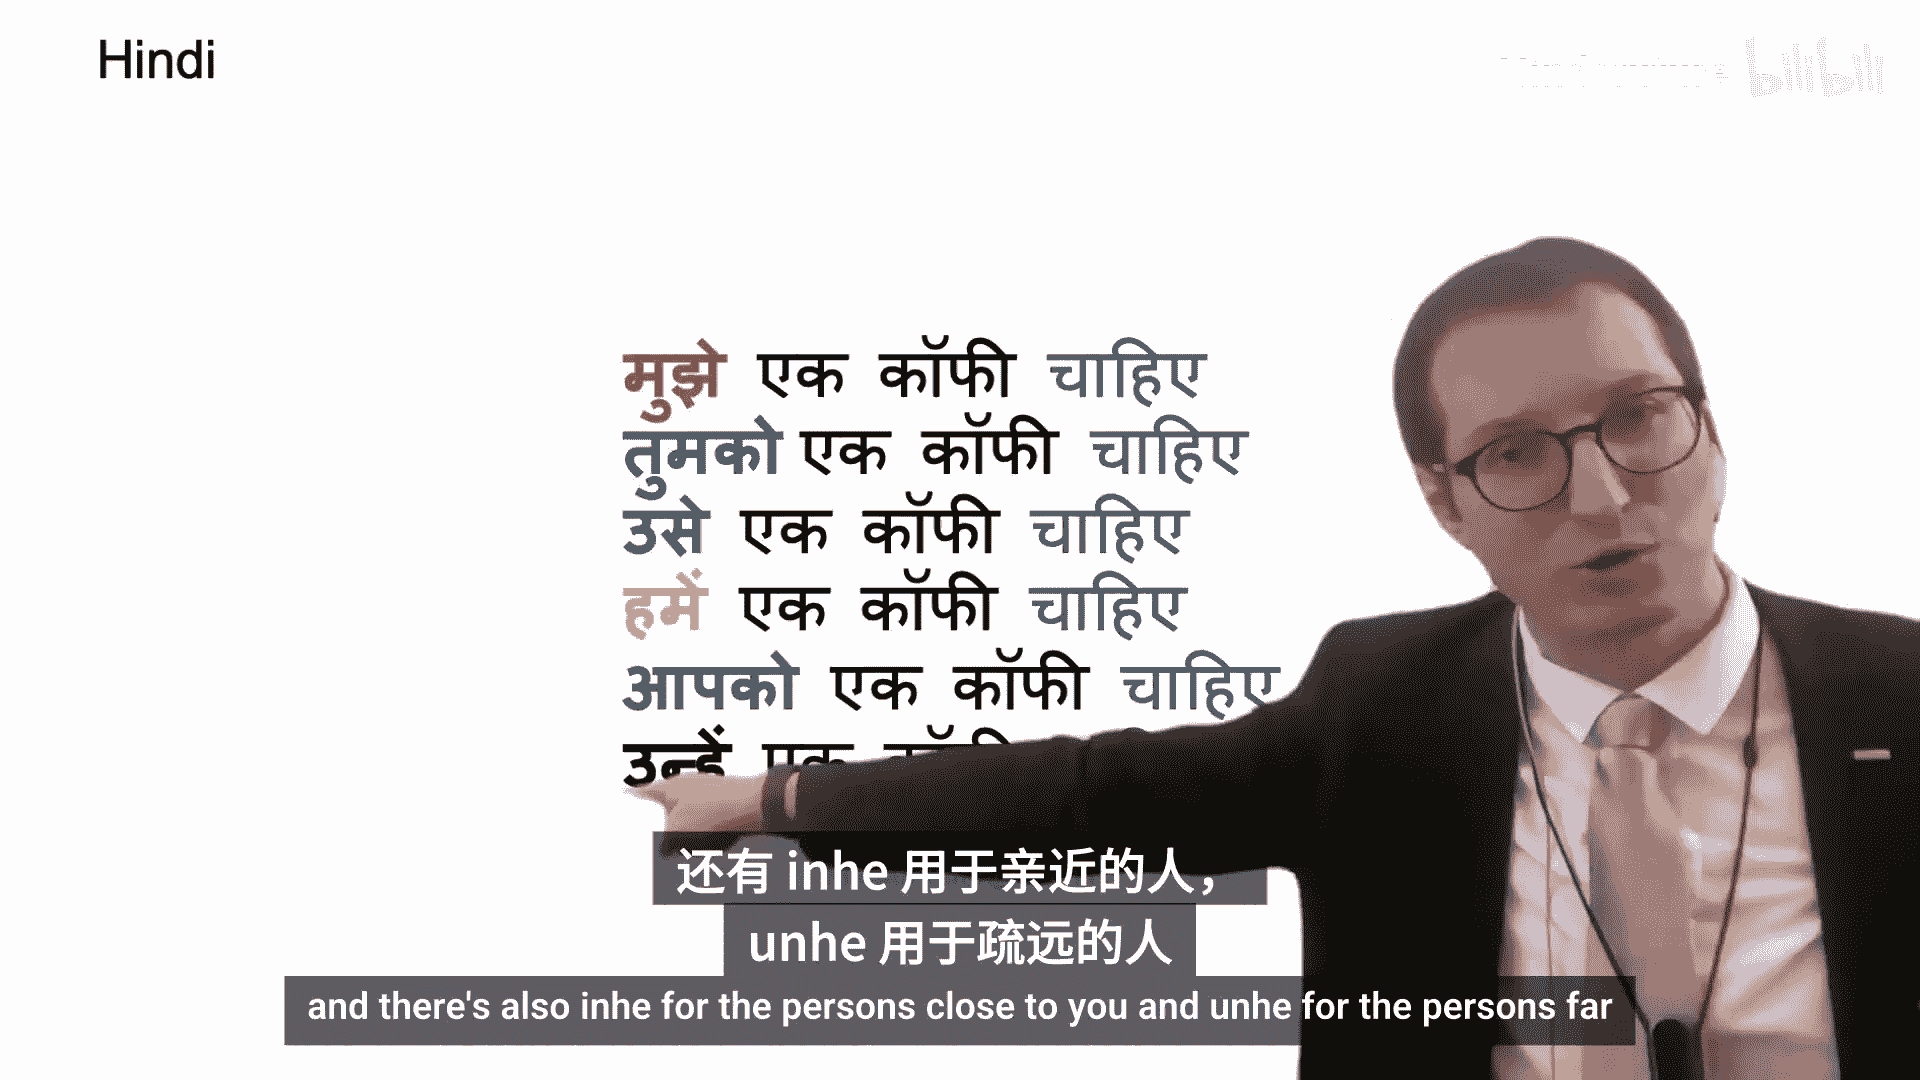 Hindi
bilibili
मुझे एक कॉफी चाहिए
तुमको एक कॉफी चाहिए
उसे एक कॉफी चाहिए
हमें एक कॉफी चाहिए
आपको एक कॉफी चाहिए
उन्हें एक
还有 inhe 用于亲近的人，
unhe 用于疏远的人
and there's also inhe for the persons close to you and unhe for the persons far